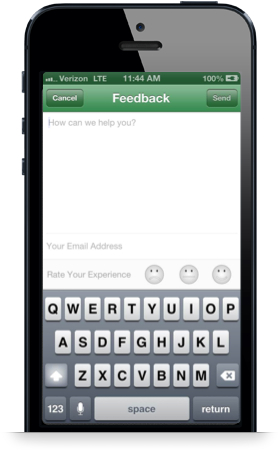 Verizon LTE 11:44 AM 100%
Cancel Feedback Send
How can we help you?
Your Email Address
Rate Your Experience
Q W E R T Y U I O P
A S D F G H J K L
Z X C V B N M
123 space return